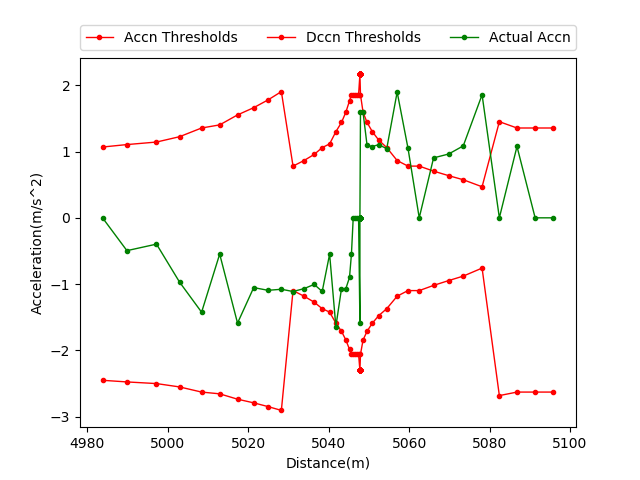 Accn Thresholds Dccn Thresholds Actual Accn
2
1
0
−1
−2
−3
Acceleration(m/s^2)
4980 5000 5020 5040 5060 5080 5100
Distance(m)